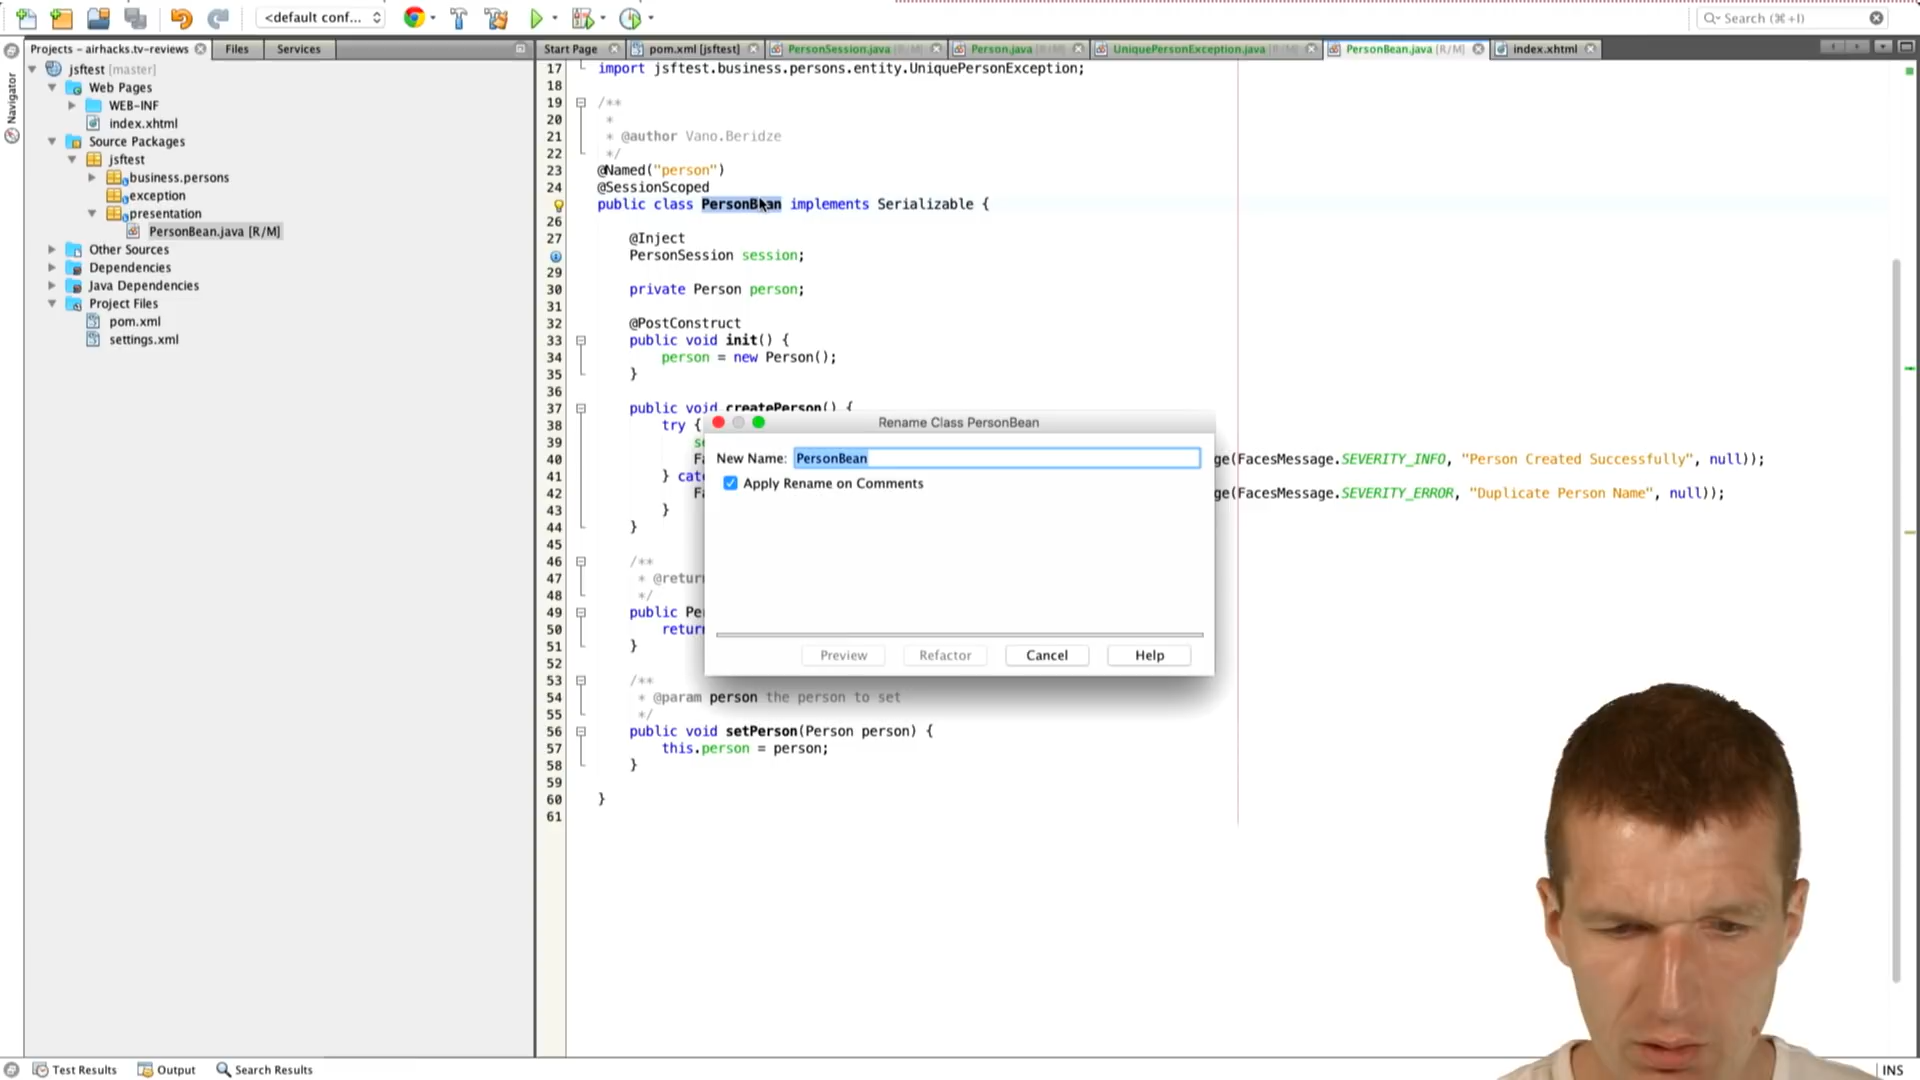 <default conf...
Search (⌘+I)
Projects – airhacks.tv-reviews
Files
Services
Start Page
pom.xml [jsftest]
PersonSession.java [R/M]
Person.java [R/M]
UniquePersonException.java [R/M]
PersonBean.java [R/M]
index.xhtml
Navigator
jsftest [master]
Web Pages
WEB-INF
index.xhtml
Source Packages
jsftest
business.persons
exception
presentation
PersonBean.java [R/M]
Other Sources
Dependencies
Java Dependencies
Project Files
pom.xml
settings.xml
17 import jsftest.business.persons.entity.UniquePersonException;
18
19 /**
20 *
21 * @author Vano.Beridze
22 */
23 @Named("person")
24 @SessionScoped
public class PersonBean implements Serializable {
26
27 @Inject
PersonSession session;
29
30 private Person person;
31
32 @PostConstruct
33 public void init() {
34 person = new Person();
35 }
36
37 public void createPerson() {
38 try {
39 se
40 Fa ge(FacesMessage.SEVERITY_INFO, "Person Created Successfully", null));
41 } catc
42 Fa ge(FacesMessage.SEVERITY_ERROR, "Duplicate Person Name", null));
43 }
44 }
45
46 /**
47 * @return
48 */
49 public Pe
50 return
51 }
52
53 /**
54 * @param person the person to set
55 */
56 public void setPerson(Person person) {
57 this.person = person;
58 }
59
60 }
61
Rename Class PersonBean
New Name: PersonBean
Apply Rename on Comments
Preview
Refactor
Cancel
Help
Test Results
Output
Search Results
INS